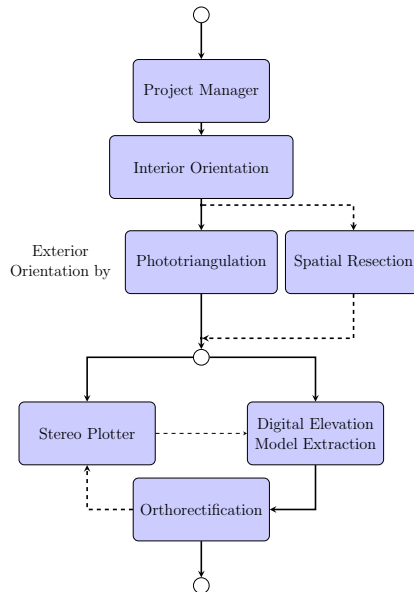 Project Manager
Interior Orientation
Exterior
Orientation by
Phototriangulation
Spatial Resection
Stereo Plotter
Digital Elevation
Model Extraction
Orthorectification